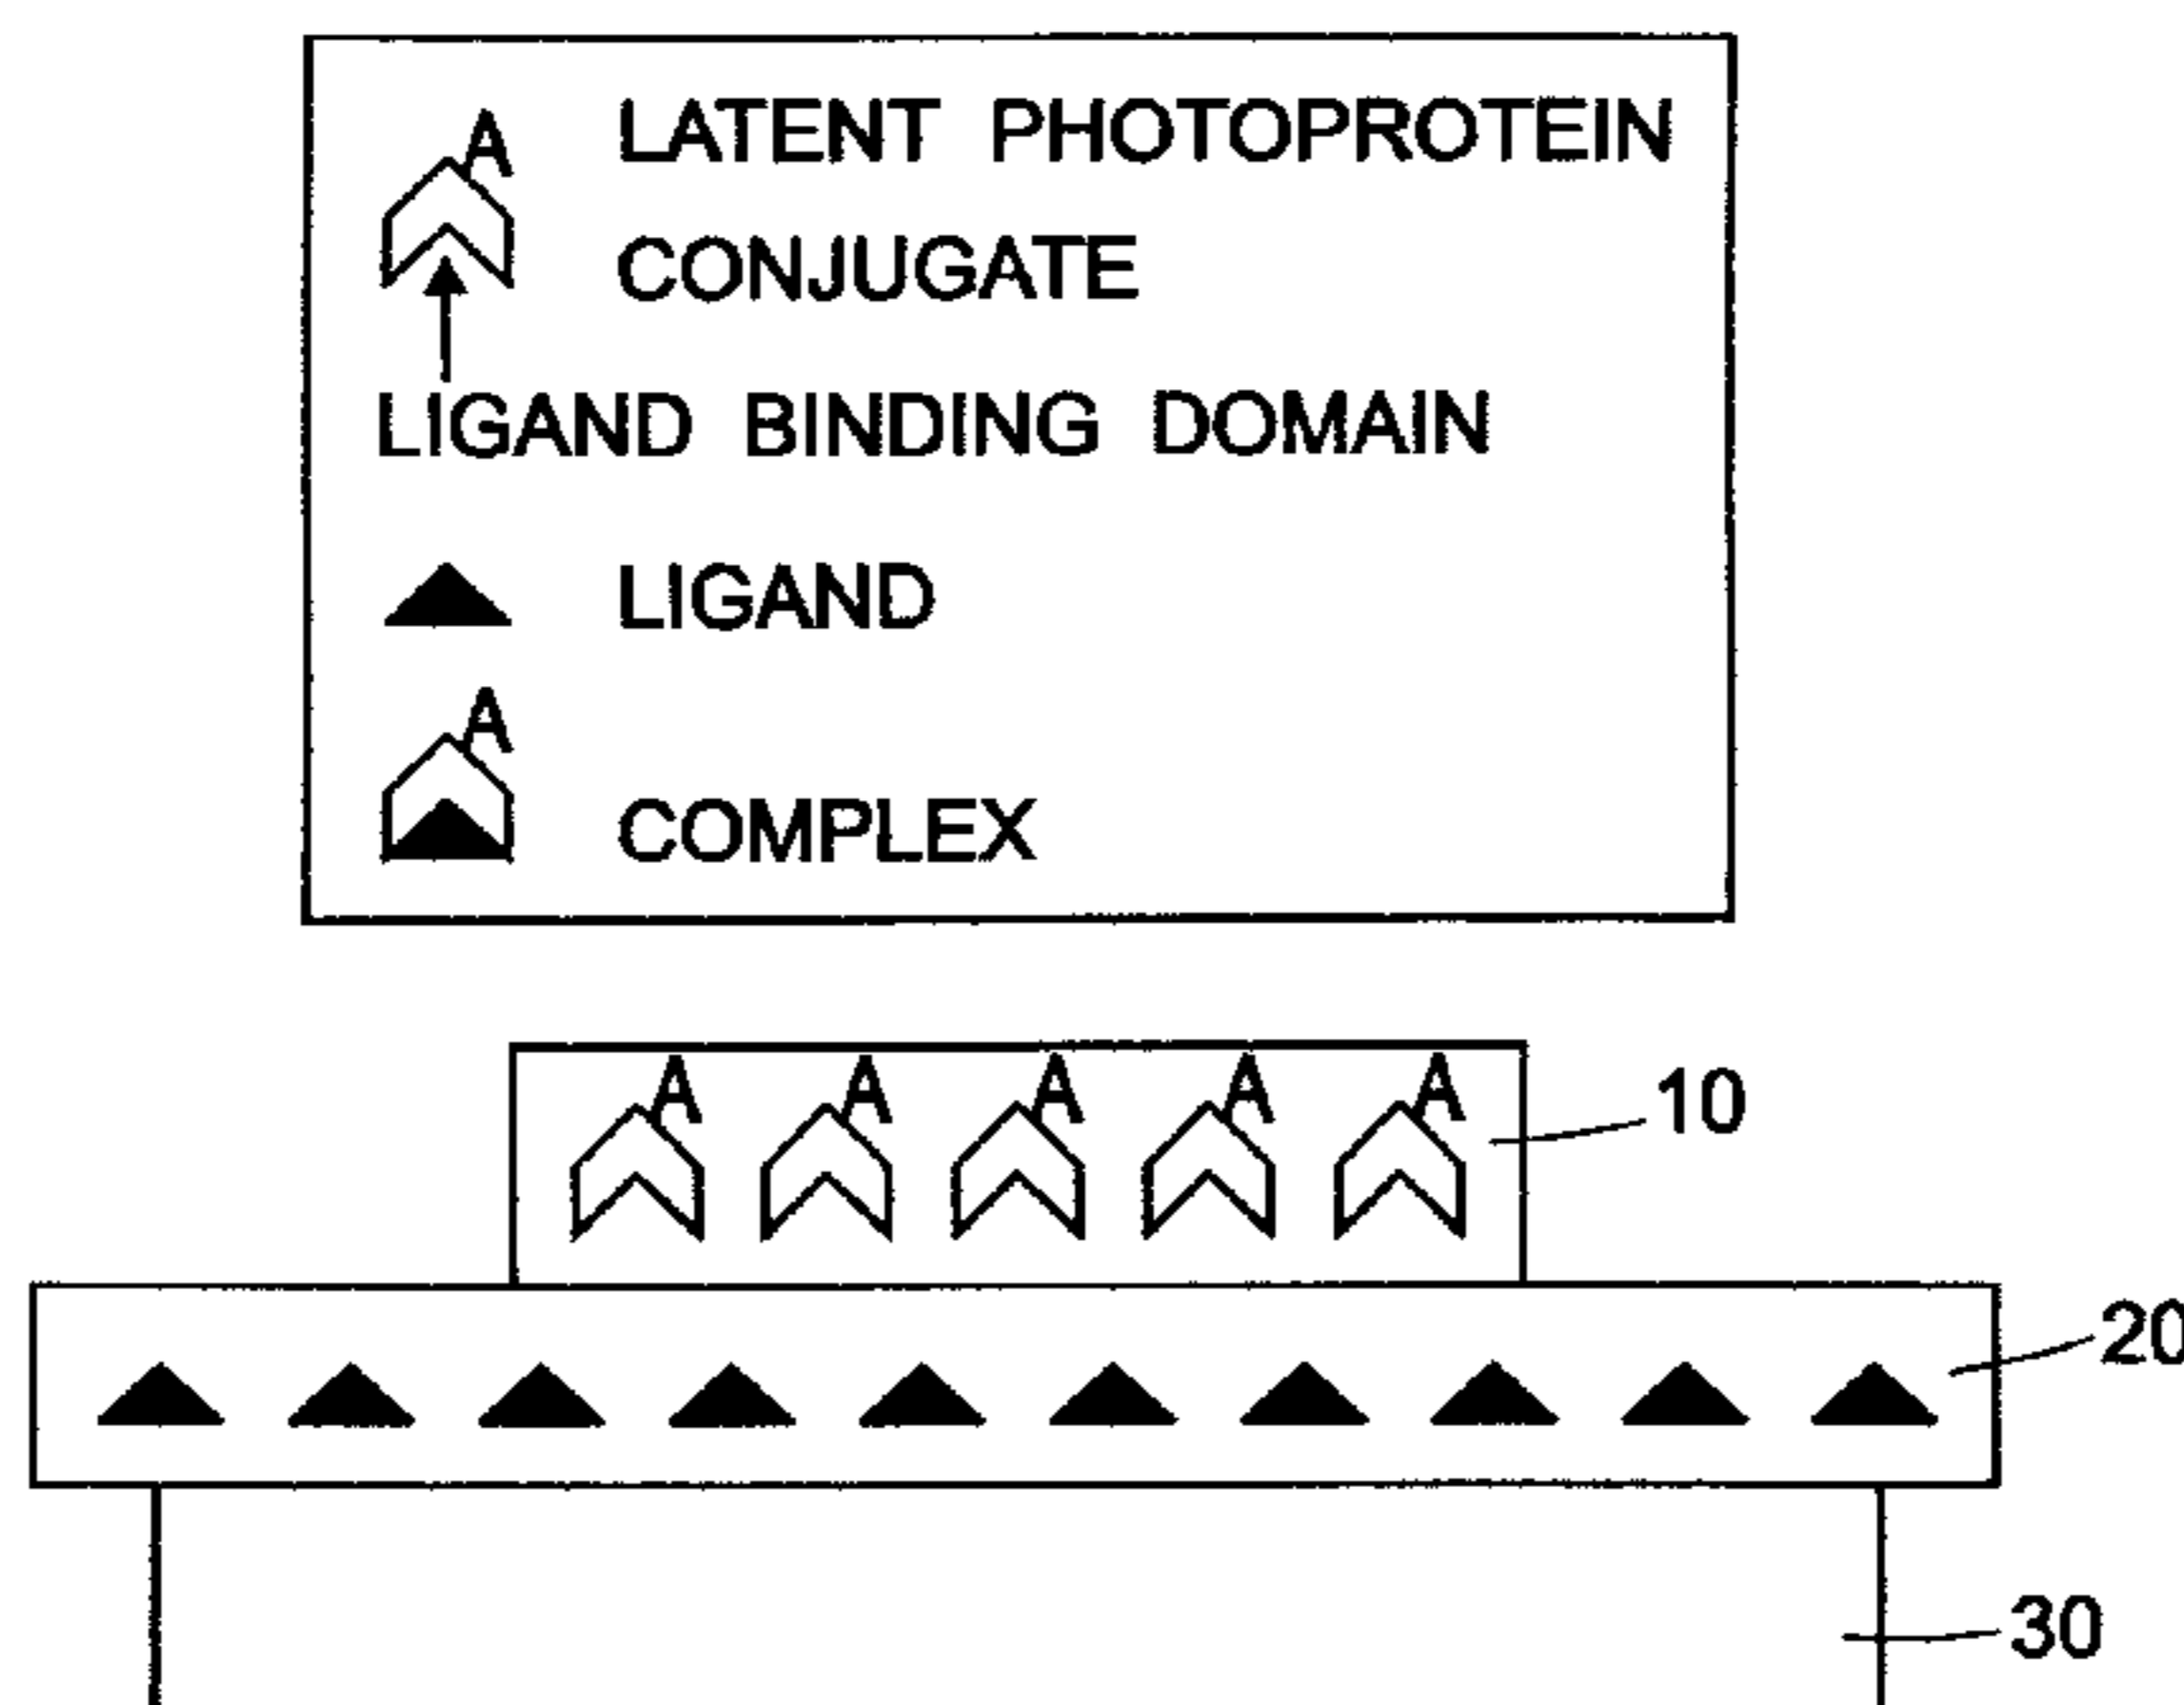 A LATENT PHOTOPROTEIN
CONJUGATE
LIGAND BINDING DOMAIN
LIGAND
A
COMPLEX
A A A A A
10
20
30